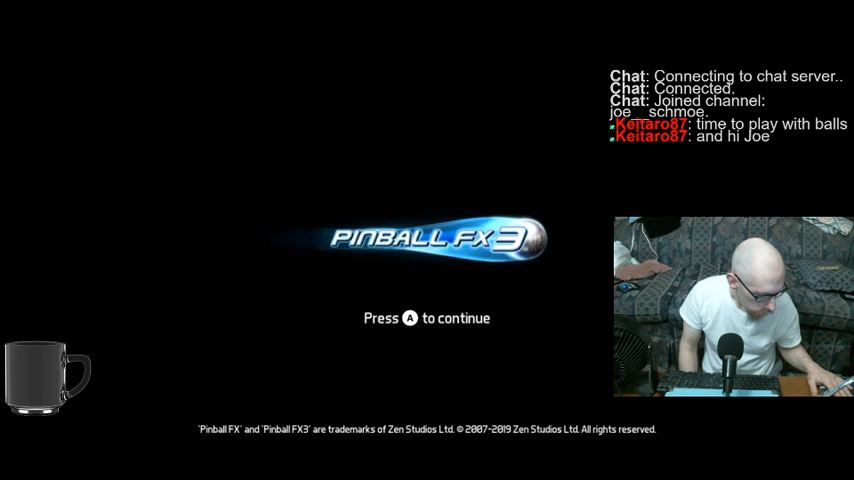 Chat: Connecting to chat server..
Chat: Connected.
Chat: Joined channel:
joe__schmoe.
Keitaro87: time to play with balls
Keitaro87: and hi Joe
PINBALL FX3
Press A to continue
'Pinball FX' and 'Pinball FX3' are trademarks of Zen Studios Ltd. © 2007-2019 Zen Studios Ltd. All rights reserved.